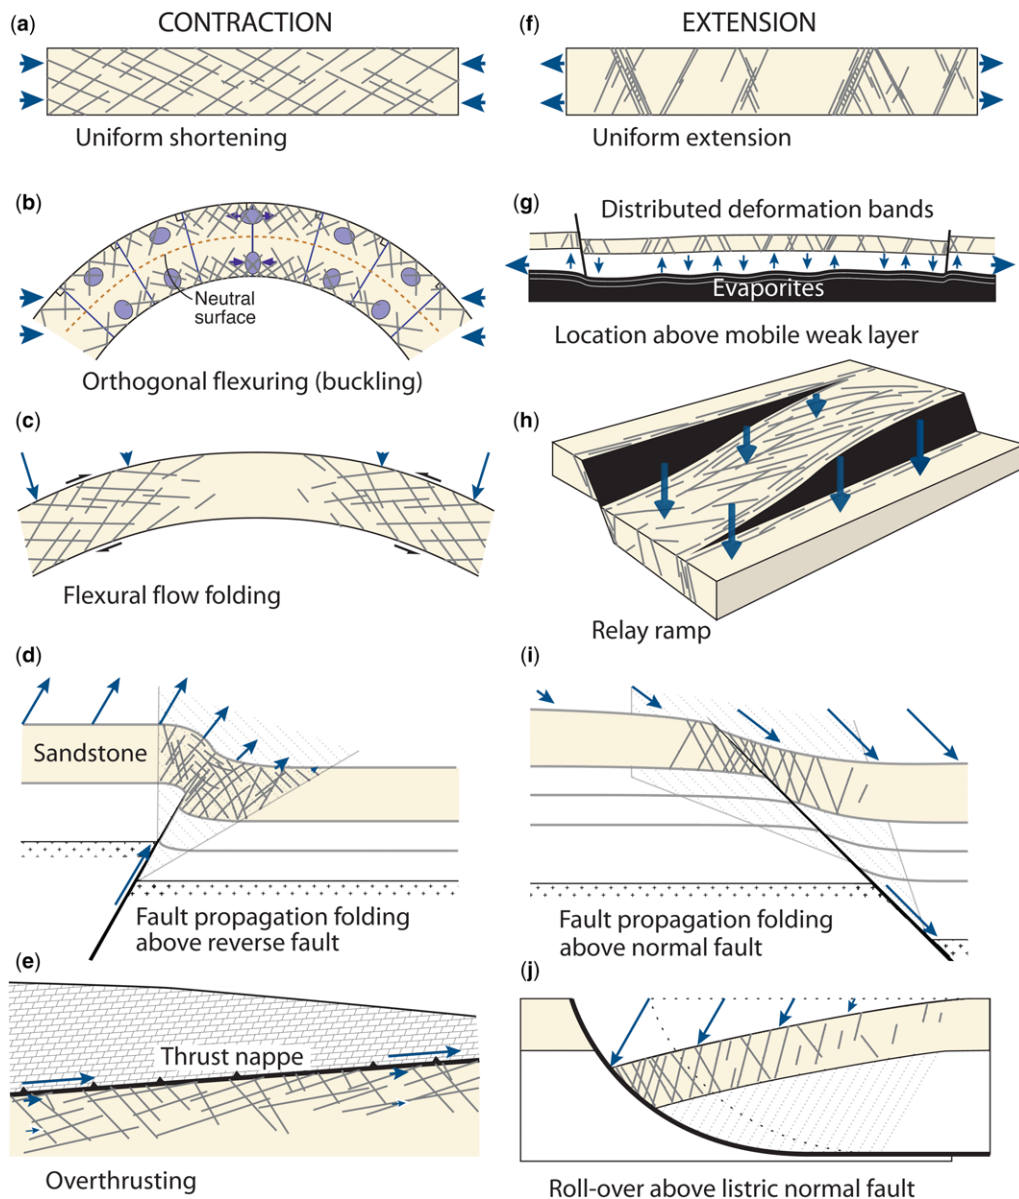 (a)
CONTRACTION
Uniform shortening
(b)
Neutral
surface
Orthogonal flexuring (buckling)
(c)
Flexural flow folding
(d)
Sandstone
Fault propagation folding
above reverse fault
(e)
Thrust nappe
Overthrusting
(f)
EXTENSION
Uniform extension
(g)
Distributed deformation bands
Evaporites
Location above mobile weak layer
(h)
Relay ramp
(i)
Fault propagation folding
above normal fault
(j)
Roll-over above listric normal fault